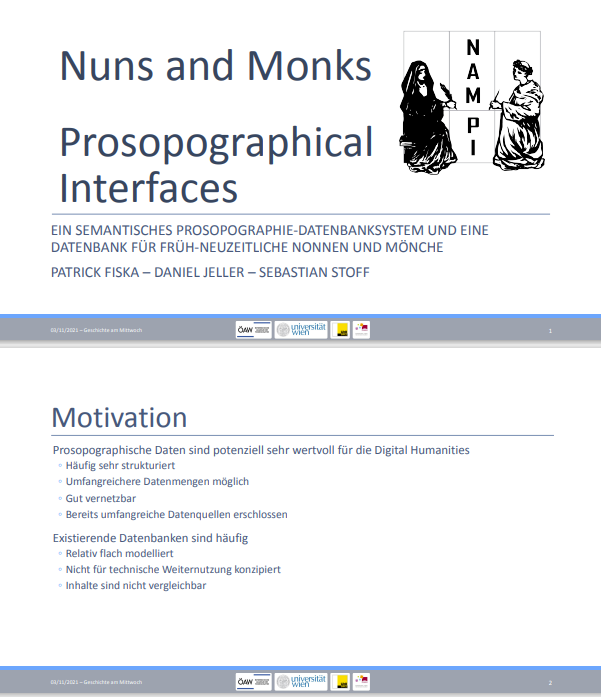 Nuns and Monks
Prosopographical
Interfaces
NAMPI
EIN SEMANTISCHES PROSOPOGRAPHIE-DATENBANKSYSTEM UND EINE
DATENBANK FÜR FRÜH-NEUZEITLICHE NONNEN UND MÖNCHE
PATRICK FISKA – DANIEL JELLER – SEBASTIAN STOFF
03/11/2021 – Geschichte am Mittwoch
ÖAW
universität
wien
1
Motivation
Prosopographische Daten sind potenziell sehr wertvoll für die Digital Humanities
▫ Häufig sehr strukturiert
▫ Umfangreichere Datenmengen möglich
▫ Gut vernetzbar
▫ Bereits umfangreiche Datenquellen erschlossen
Existierende Datenbanken sind häufig
▫ Relativ flach modelliert
▫ Nicht für technische Weiternutzung konzipiert
▫ Inhalte sind nicht vergleichbar
03/11/2021 – Geschichte am Mittwoch
ÖAW
universität
wien
2